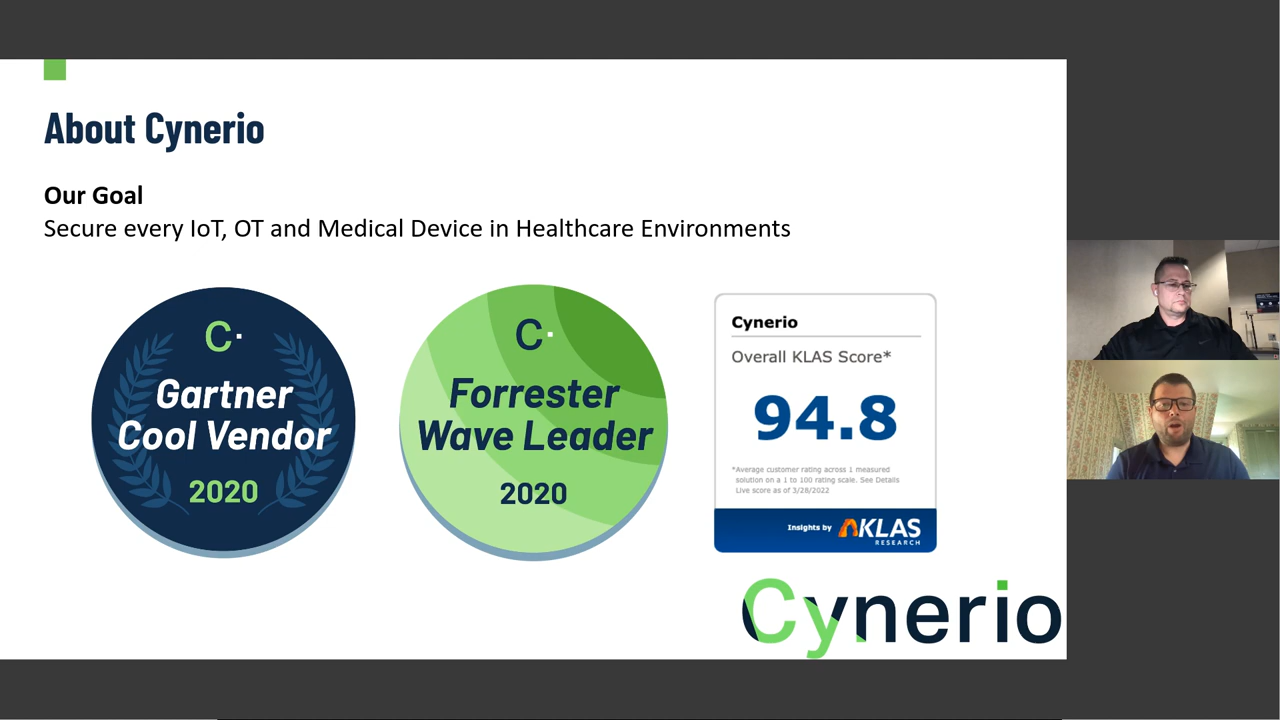 About Cynerio
Our Goal
Secure every IoT, OT and Medical Device in Healthcare Environments
C.
Gartner
Cool Vendor
2020
C.
Forrester
Wave Leader
2020
Cynerio
Overall KLAS Score*
94.8
*Average customer rating across 1 measured
solution on a 1 to 100 rating scale. See Details
Live score as of 3/28/2022
Insights by KLAS
RESEARCH
Cynerio